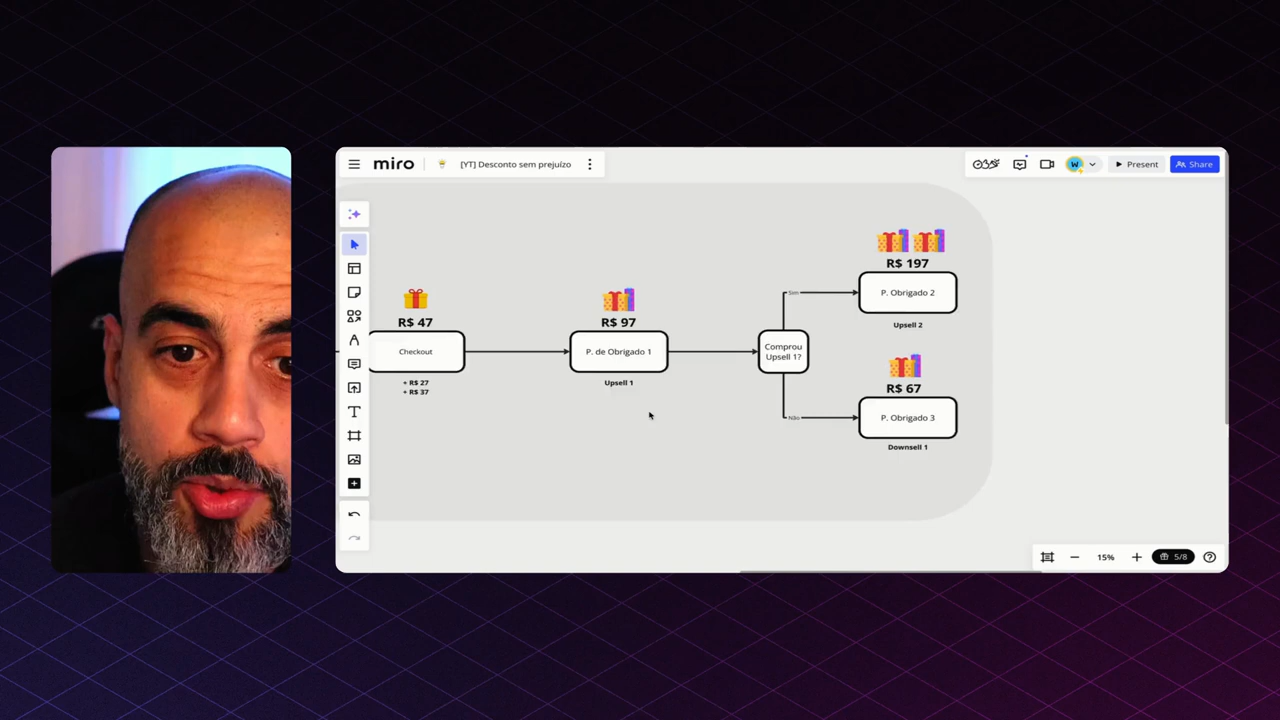 miro
[YT] Desconto sem prejuízo
W
Present
Share
R$ 197
P. Obrigado 2
Upsell 2
R$ 47
Checkout
+ R$ 27
+ R$ 37
R$ 97
P. de Obrigado 1
Upsell 1
Comprou
Upsell 1?
Sim
Não
R$ 67
P. Obrigado 3
Downsell 1
15%
5/8